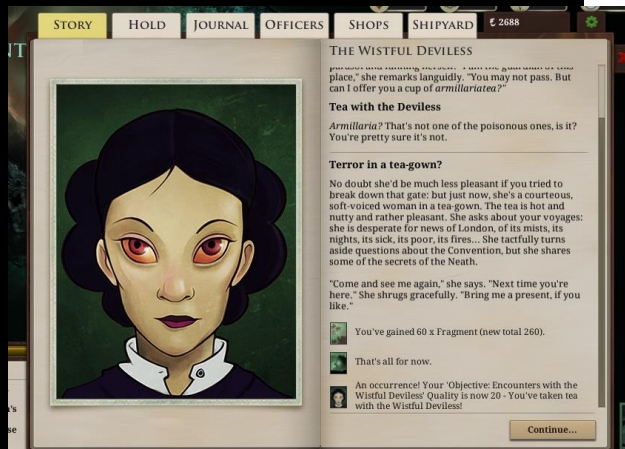 STORY HOLD JOURNAL OFFICERS SHOPS SHIPYARD £ 2688
NT
THE WISTFUL DEVILESS
place," she remarks languidly. "You may not pass. But
can I offer you a cup of armillariatea?"
Tea with the Deviless
Armillaria? That's not one of the poisonous ones, is it?
You're pretty sure it's not.
Terror in a tea-gown?
No doubt she'd be much less pleasant if you tried to
break down that gate: but just now, she's a courteous,
soft-voiced woman in a tea-gown. The tea is hot and
nutty and rather pleasant. She asks about your voyages:
she is desperate for news of London, of its mists, its
nights, its sick, its poor, its fires... She tactfully turns
aside questions about the Convention, but she shares
some of the secrets of the Neath.
"Come and see me again," she says. "Next time you're
here." She shrugs gracefully. "Bring me a present, if you
like."
You've gained 60 x Fragment (new total 260).
That's all for now.
An occurrence! Your 'Objective: Encounters with the
Wistful Deviless' Quality is now 20 - You've taken tea
with the Wistful Deviless!
's
se
Continue...